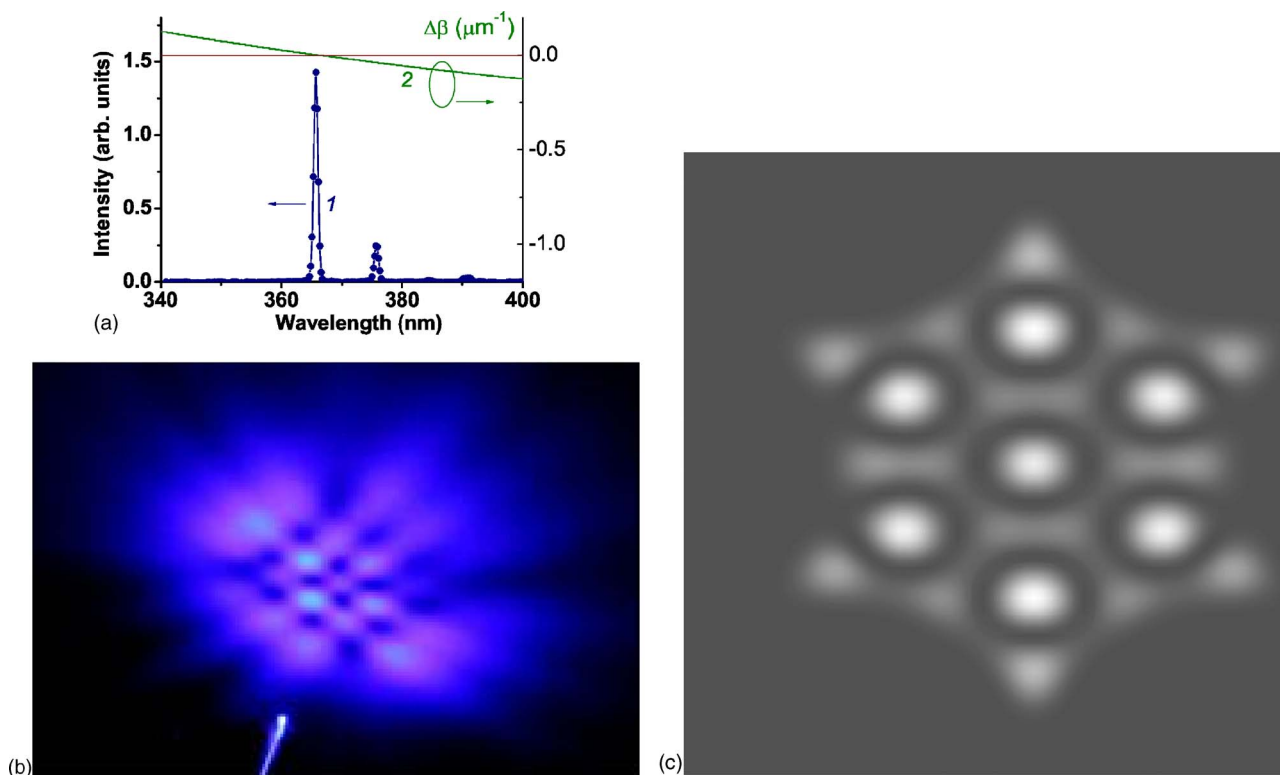 Δβ (μm⁻¹)
1.5
1.0
0.5
0.0
Intensity (arb. units)
0.0
-0.5
-1.0
2
1
340
360
380
400
Wavelength (nm)
(a)
(b)
(c)